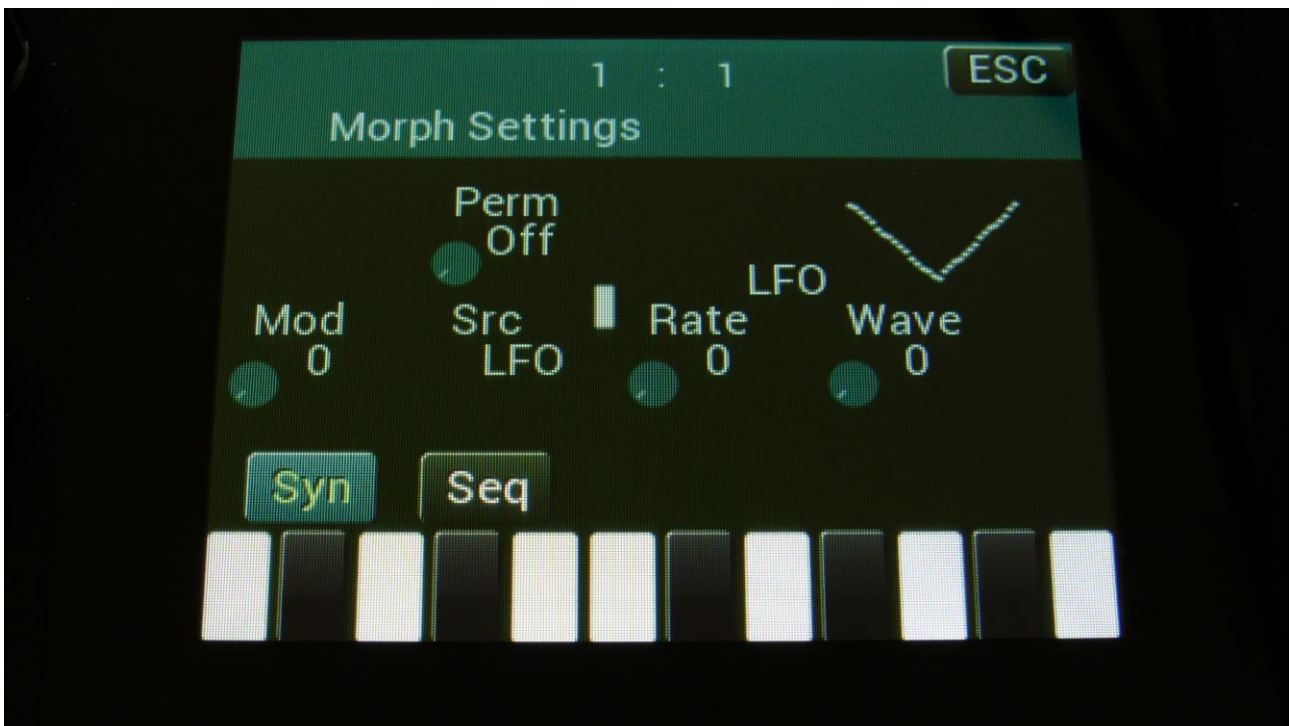 1 : 1
ESC
Morph Settings
Perm
Off
LFO
Mod
0
Src
LFO
Rate
0
Wave
0
Syn
Seq